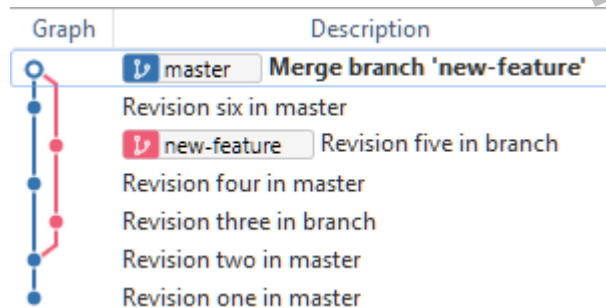 Graph Description
master Merge branch 'new-feature'
Revision six in master
new-feature Revision five in branch
Revision four in master
Revision three in branch
Revision two in master
Revision one in master